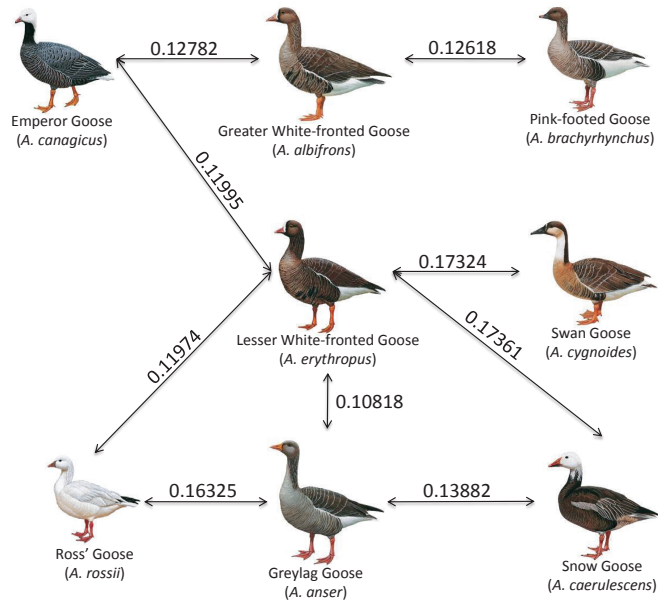 0.12782
0.12618
Emperor Goose
(A. canagicus)
Greater White-fronted Goose
(A. albifrons)
Pink-footed Goose
(A. brachyrhynchus)
0.11995
0.17324
0.17361
Lesser White-fronted Goose
(A. erythropus)
Swan Goose
(A. cygnoides)
0.11974
0.10818
0.16325
0.13882
Ross' Goose
(A. rossii)
Greylag Goose
(A. anser)
Snow Goose
(A. caerulescens)